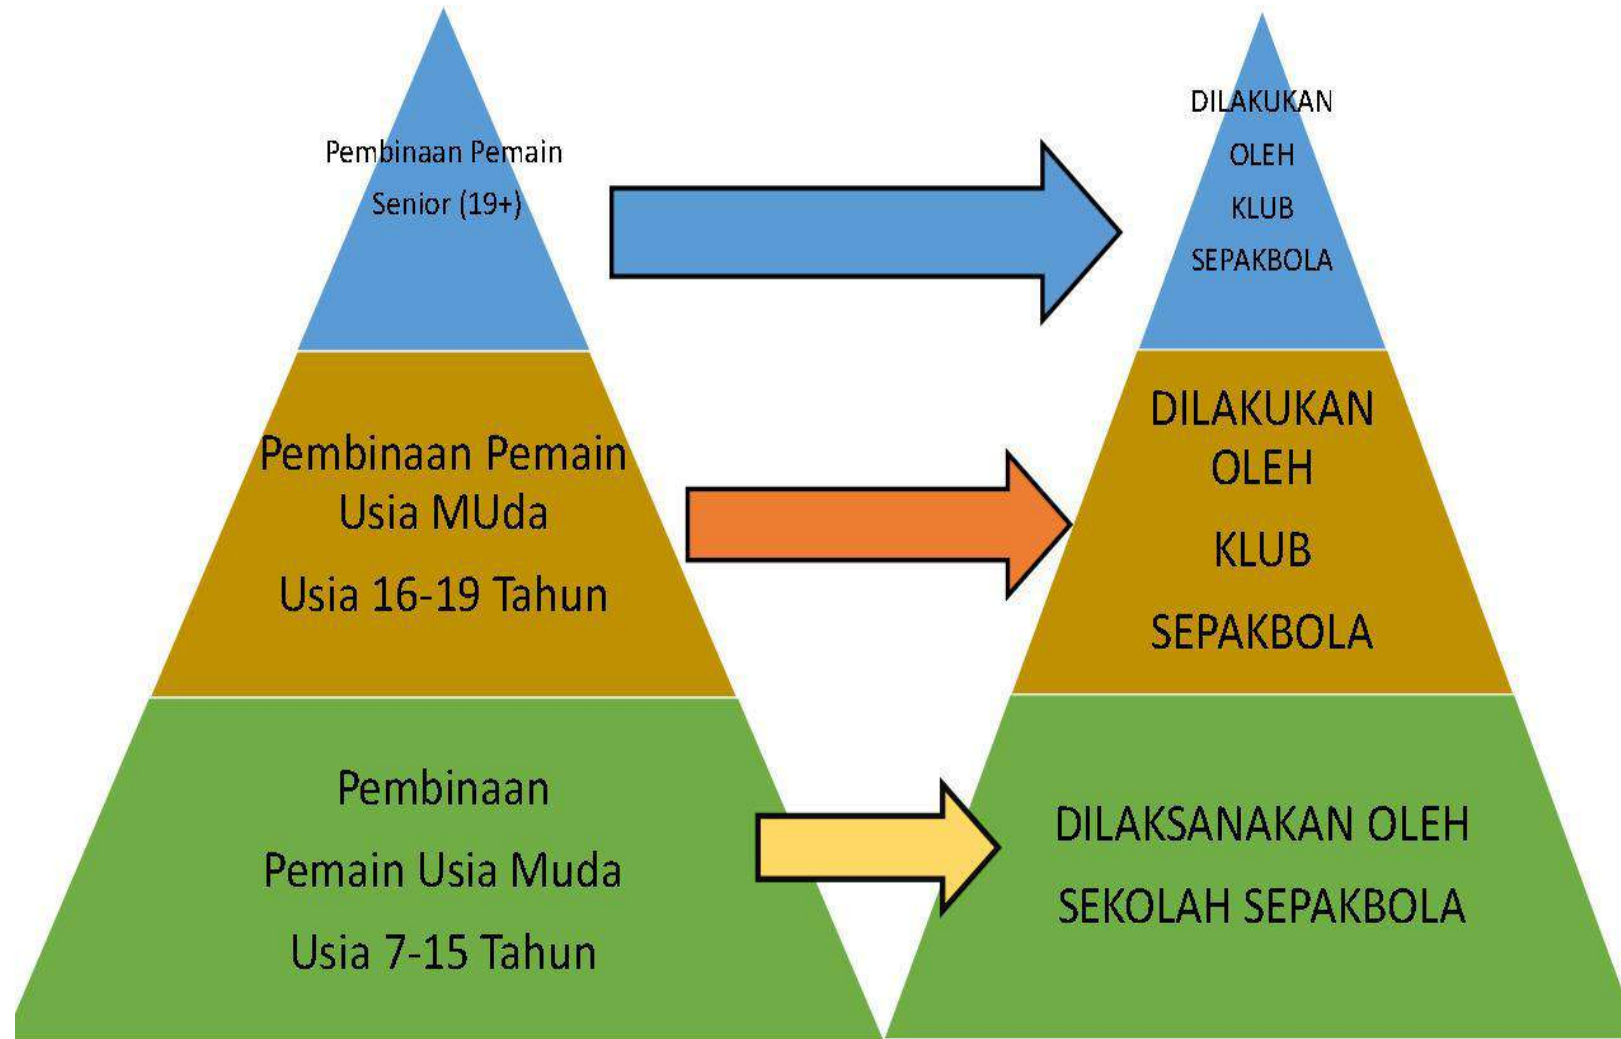 Pembinaan Pemain
Senior (19+)
DILAKUKAN
OLEH
KLUB
SEPAKBOLA
Pembinaan Pemain
Usia MUda
Usia 16-19 Tahun
DILAKUKAN
OLEH
KLUB
SEPAKBOLA
Pembinaan
Pemain Usia Muda
Usia 7-15 Tahun
DILAKSANAKAN OLEH
SEKOLAH SEPAKBOLA